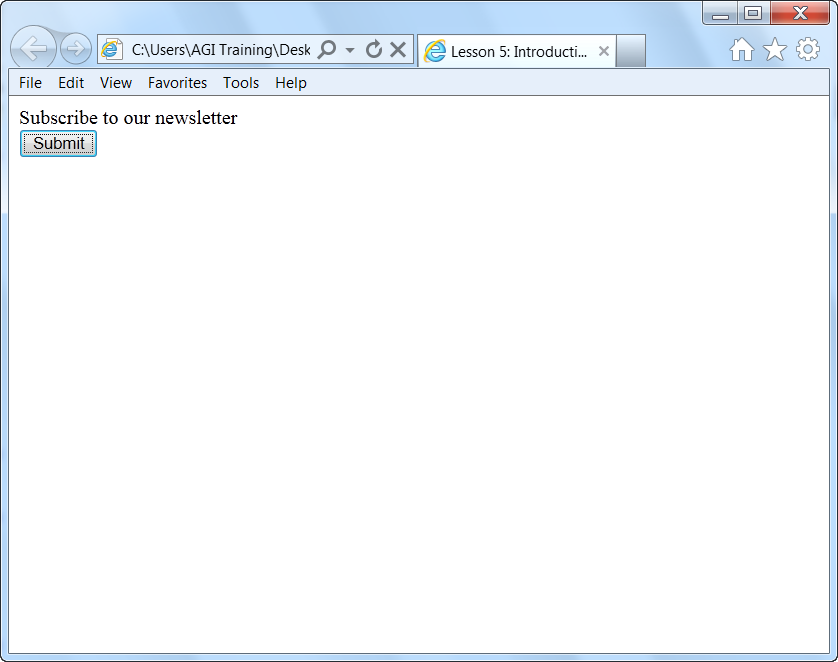 C:\Users\AGI Training\Desk
Lesson 5: Introducti...
File Edit View Favorites Tools Help
Subscribe to our newsletter
Submit